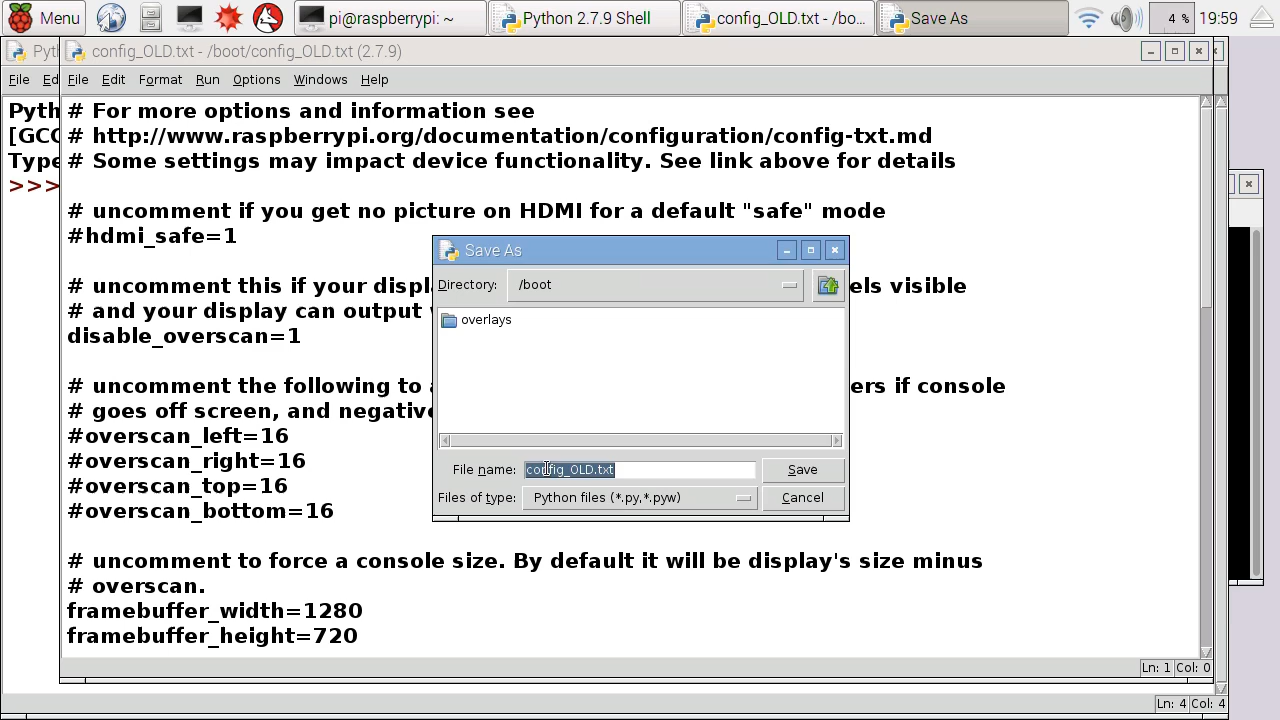 Menu
pi@raspberrypi: ~
Python 2.7.9 Shell
config_OLD.txt - /bo...
Save As
4 %
19:59
Pyth
config_OLD.txt - /boot/config_OLD.txt (2.7.9)
File Ed
File Edit Format Run Options Windows Help
Pyth
[GCC
Type
>>>
# For more options and information see
# http://www.raspberrypi.org/documentation/configuration/config-txt.md
# Some settings may impact device functionality. See link above for details
# uncomment if you get no picture on HDMI for a default "safe" mode
#hdmi_safe=1
# uncomment this if your displ els visible
# and your display can output
disable_overscan=1
# uncomment the following to a ers if console
# goes off screen, and negative
#overscan_left=16
#overscan_right=16
#overscan_top=16
#overscan_bottom=16
# uncomment to force a console size. By default it will be display's size minus
# overscan.
framebuffer_width=1280
framebuffer_height=720
Save As
Directory: /boot
overlays
File name: config_OLD.txt Save
Files of type: Python files (*.py,*.pyw) Cancel
Ln: 1 Col: 0
Ln: 4 Col: 4